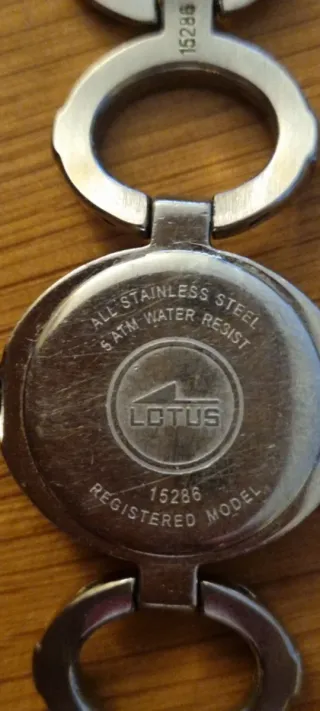 15286
ALL STAINLESS STEEL
5 ATM WATER RESIST
LOTUS
15286
REGISTERED MODEL